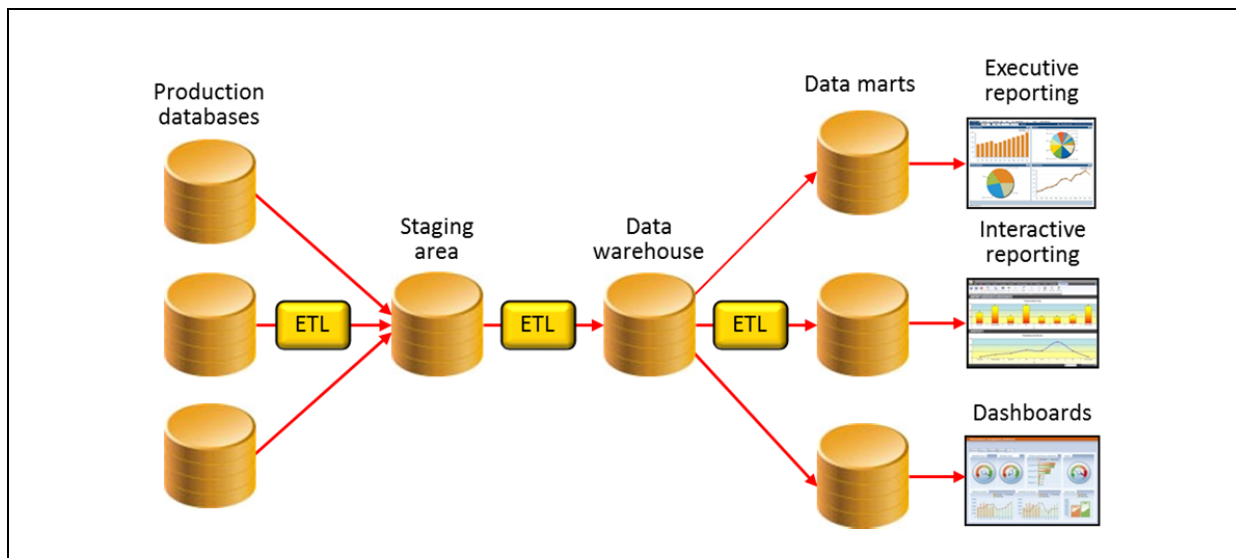 Production
databases
Staging
area
Data
warehouse
Data marts
Executive
reporting
Interactive
reporting
Dashboards
ETL
ETL
ETL